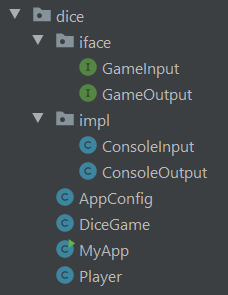 dice
iface
I GameInput
I GameOutput
impl
C ConsoleInput
C ConsoleOutput
C AppConfig
C DiceGame
C MyApp
C Player